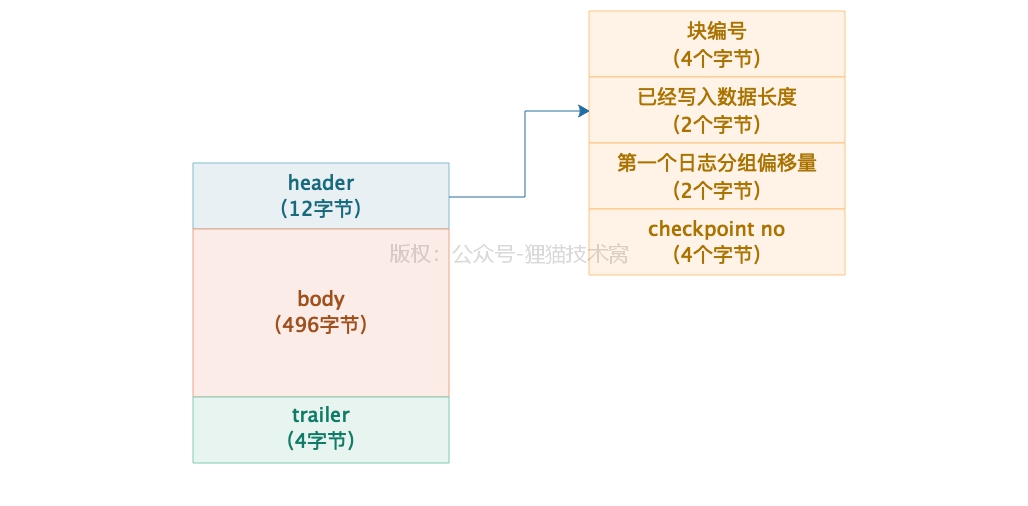 块编号
(4个字节)
已经写入数据长度
(2个字节)
第一个日志分组偏移量
(2个字节)
checkpoint no
(4个字节)
header
(12字节)
body
(496字节)
trailer
(4字节)
版权：公众号-狸猫技术窝